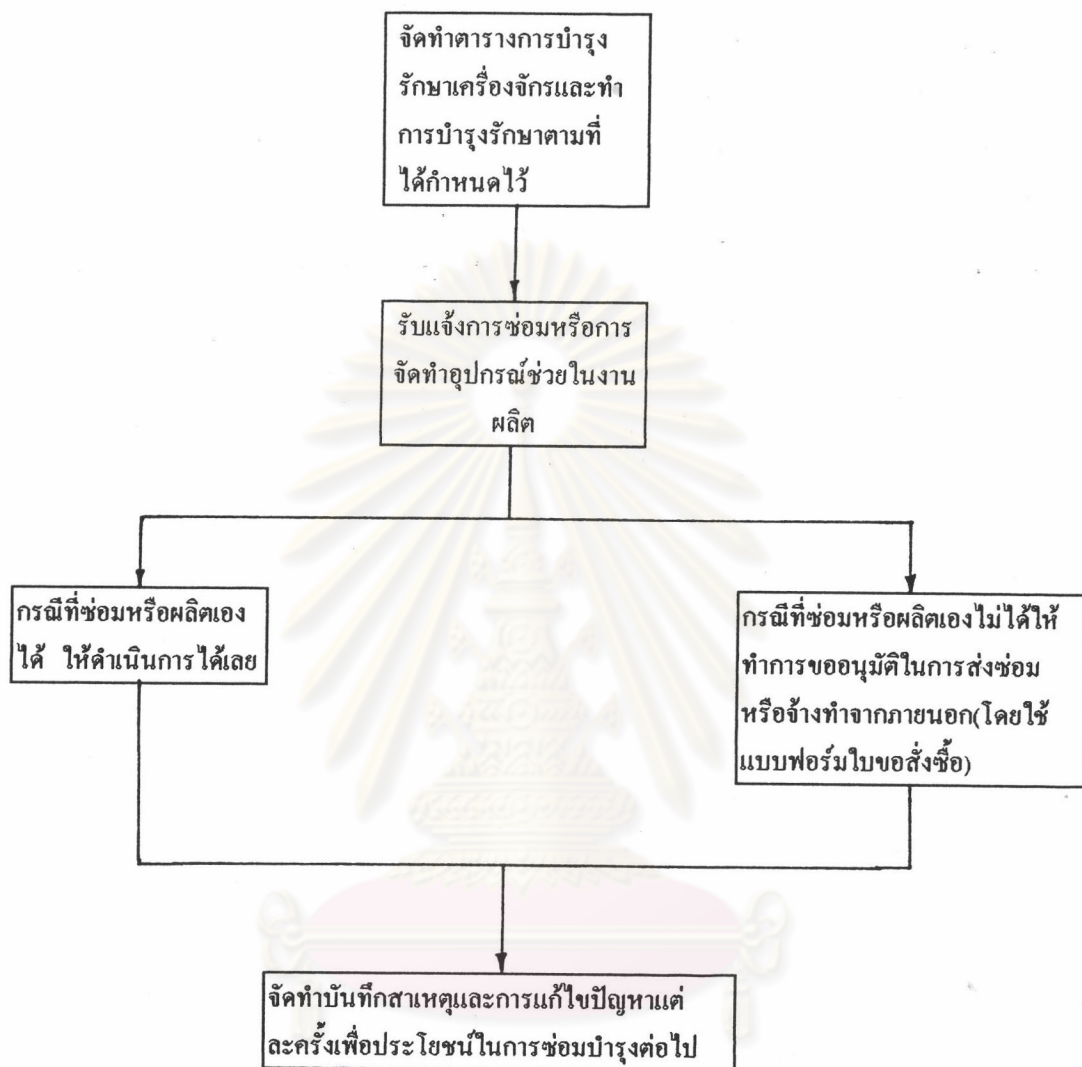 จัดทำตารางการบำรุง
รักษาเครื่องจักรและทำ
การบำรุงรักษาตามที่
ได้กำหนดไว้
รับแจ้งการซ่อมหรือการ
จัดทำอุปกรณ์ช่วยในงาน
ผลิต
กรณีที่ซ่อมหรือผลิตเอง
ได้ ให้ดำเนินการได้เลย
กรณีที่ซ่อมหรือผลิตเองไม่ได้ให้
ทำการขออนุมัติในการส่งซ่อม
หรือจ้างทำจากภายนอก(โดยใช้
แบบฟอร์มใบขอสั่งซื้อ)
จัดทำบันทึกสาเหตุและการแก้ไขปัญหาแต่
ละครั้งเพื่อประโยชน์ในการซ่อมบำรุงต่อไป